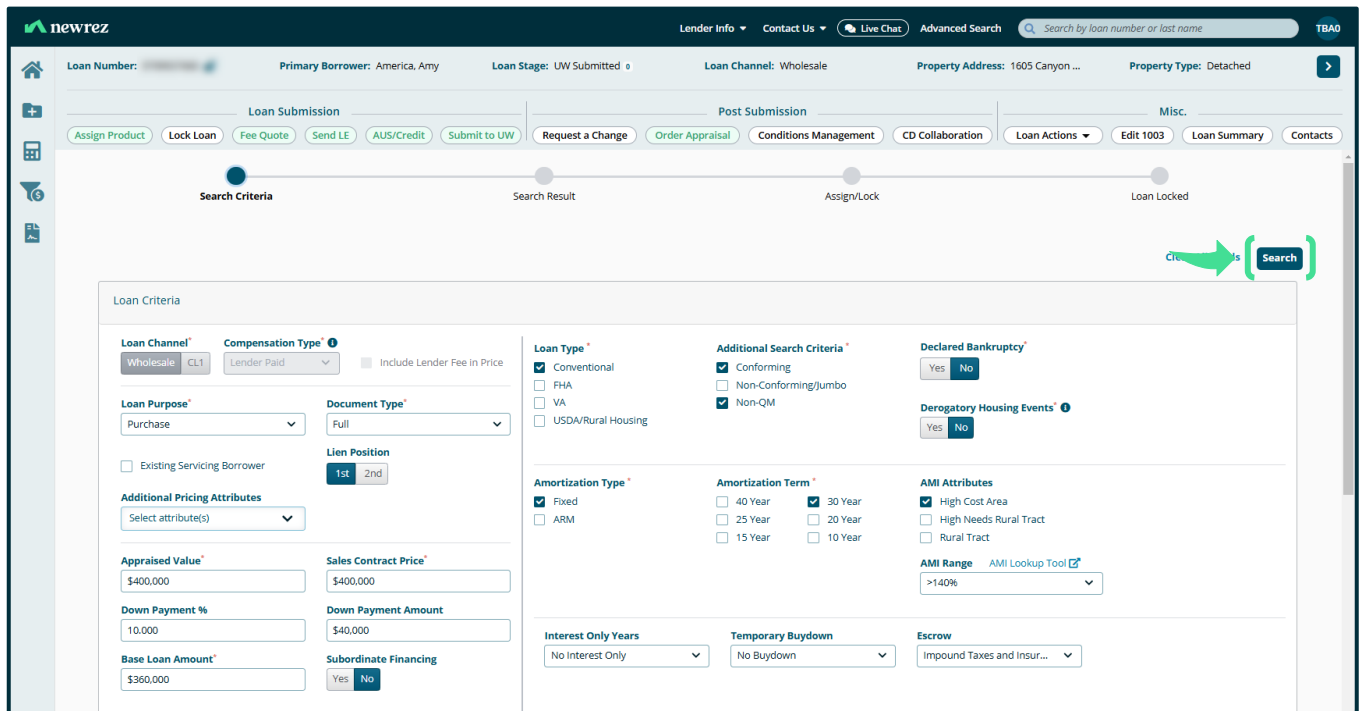 newrez
Lender Info Contact Us Live Chat Advanced Search Search by loan number or last name TBA0
Loan Number: Primary Borrower: America, Amy Loan Stage: UW Submitted 0 Loan Channel: Wholesale Property Address: 1605 Canyon ... Property Type: Detached
Loan Submission Post Submission Misc.
Assign Product Lock Loan Fee Quote Send LE AUS/Credit Submit to UW Request a Change Order Appraisal Conditions Management CD Collaboration Loan Actions Edit 1003 Loan Summary Contacts
Search Criteria Search Result Assign/Lock Loan Locked
Search
Loan Criteria
Loan Channel* Compensation Type*
Wholesale CL1 Lender Paid Include Lender Fee in Price
Loan Purpose* Document Type*
Purchase Full
Existing Servicing Borrower
Lien Position
1st 2nd
Additional Pricing Attributes
Select attribute(s)
Appraised Value* Sales Contract Price*
$400,000 $400,000
Down Payment % Down Payment Amount
10.000 $40,000
Base Loan Amount* Subordinate Financing
$360,000 Yes No
Loan Type* Additional Search Criteria* Declared Bankruptcy*
Conventional Conforming Yes No
FHA Non-Conforming/Jumbo
VA Non-QM
USDA/Rural Housing
Derogatory Housing Events*
Yes No
Amortization Type* Amortization Term* AMI Attributes
Fixed 40 Year 30 Year High Cost Area
ARM 25 Year 20 Year High Needs Rural Tract
15 Year 10 Year Rural Tract
AMI Range AMI Lookup Tool
>140%
Interest Only Years Temporary Buydown Escrow
No Interest Only No Buydown Impound Taxes and Insur...